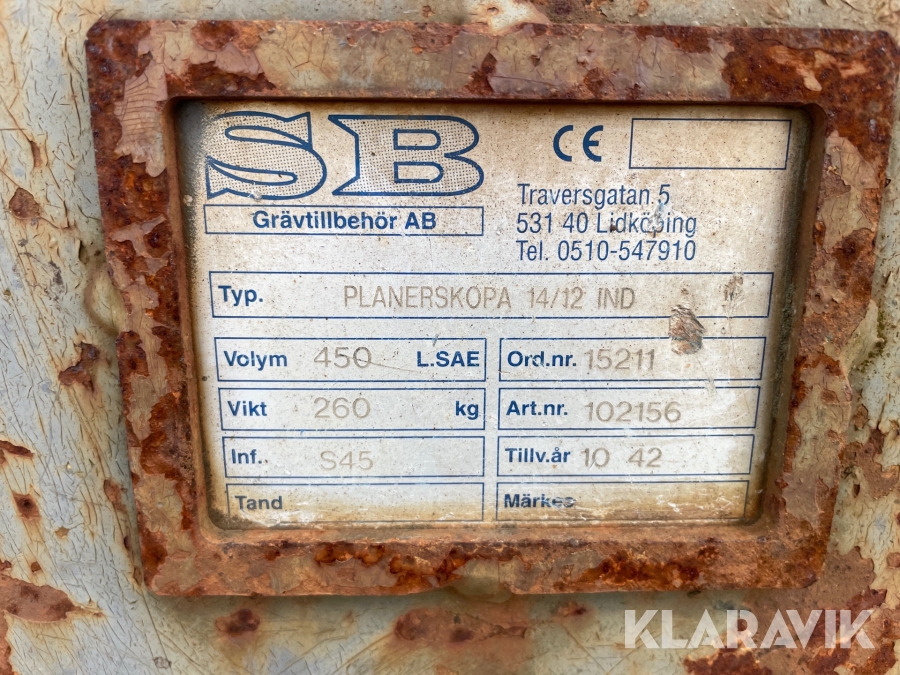 SB
Grävtillbehör AB
CE
Traversgatan 5
531 40 Lidköping
Tel. 0510-547910
Typ. PLANERSKOPA 14/12 IND
Volym 450 L.SAE
Ord.nr. 15211
Vikt 260 kg
Art.nr. 102156
Inf.. S45
Tillv.år 10 42
Tand
Märkes
KLARAVIK